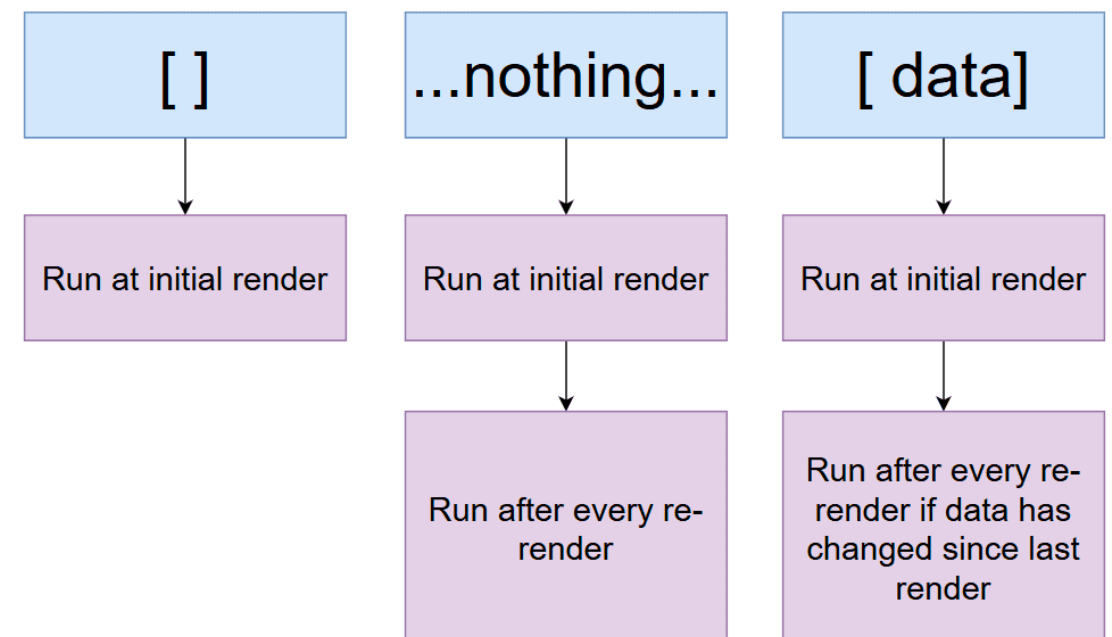 [ ]
...nothing...
[ data]
Run at initial render
Run at initial render
Run at initial render
Run after every re-
render
Run after every re-
render if data has
changed since last
render